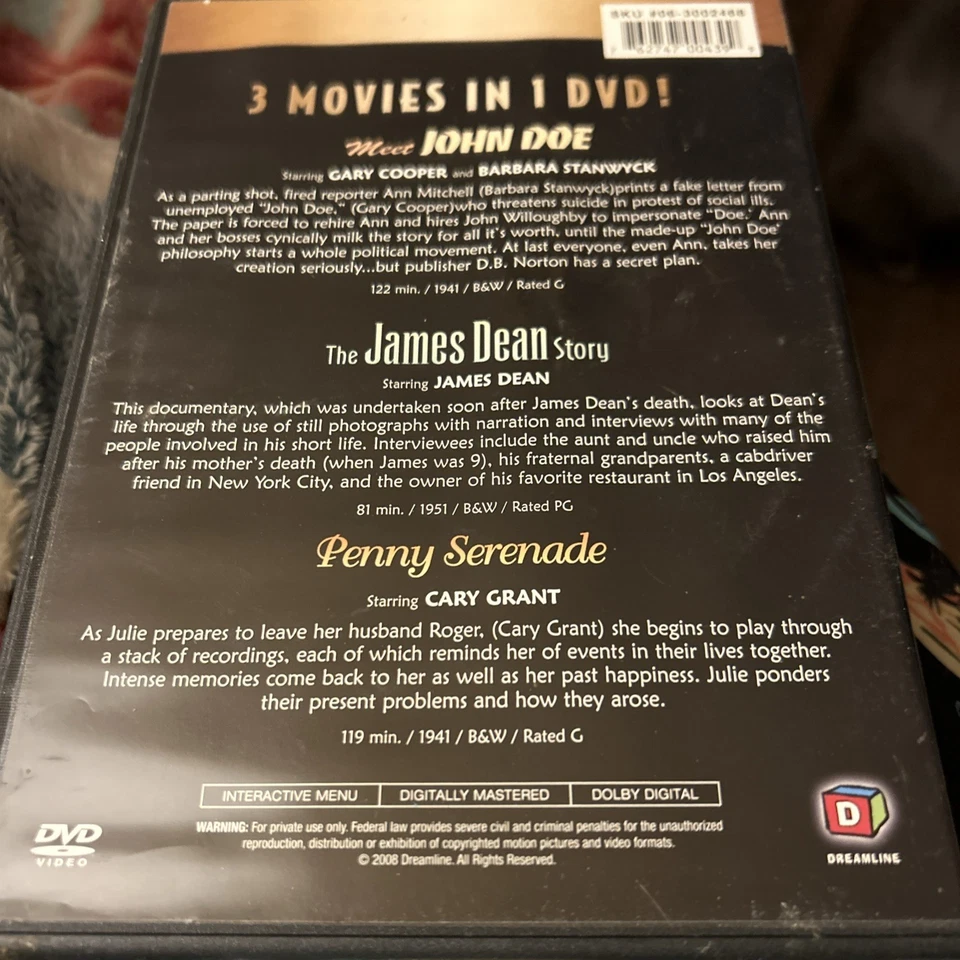 SKU #06-3002468
7 62747 00439 9
3 MOVIES IN 1 DVD!
Meet JOHN DOE
Starring GARY COOPER and BARBARA STANWYCK
As a parting shot, fired reporter Ann Mitchell (Barbara Stanwyck)prints a fake letter from
unemployed "John Doe," (Gary Cooper)who threatens suicide in protest of social ills.
The paper is forced to rehire Ann and hires John Willoughby to impersonate "Doe." Ann
and her bosses cynically milk the story for all it's worth, until the made-up "John Doe"
philosophy starts a whole political movement. At last everyone, even Ann, takes her
creation seriously...but publisher D.B. Norton has a secret plan.
122 min. / 1941 / B&W / Rated G
The James Dean Story
Starring JAMES DEAN
This documentary, which was undertaken soon after James Dean's death, looks at Dean's
life through the use of still photographs with narration and interviews with many of the
people involved in his short life. Interviewees include the aunt and uncle who raised him
after his mother's death (when James was 9), his fraternal grandparents, a cabdriver
friend in New York City, and the owner of his favorite restaurant in Los Angeles.
81 min. / 1951 / B&W / Rated PG
Penny Serenade
Starring CARY GRANT
As Julie prepares to leave her husband Roger, (Cary Grant) she begins to play through
a stack of recordings, each of which reminds her of events in their lives together.
Intense memories come back to her as well as her past happiness. Julie ponders
their present problems and how they arose.
119 min. / 1941 / B&W / Rated G
INTERACTIVE MENU DIGITALLY MASTERED DOLBY DIGITAL
WARNING: For private use only. Federal law provides severe civil and criminal penalties for the unauthorized
reproduction, distribution or exhibition of copyrighted motion pictures and video formats.
© 2008 Dreamline. All Rights Reserved.
DVD
VIDEO
D
DREAMLINE